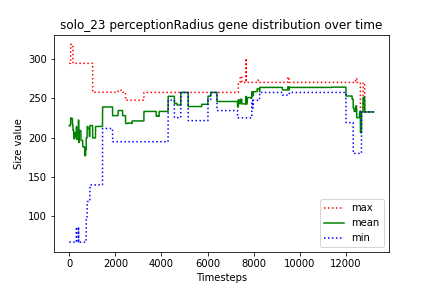 solo_23 perceptionRadius gene distribution over time
Size value
300
250
200
150
100
max
mean
min
0 2000 4000 6000 8000 10000 12000
Timesteps